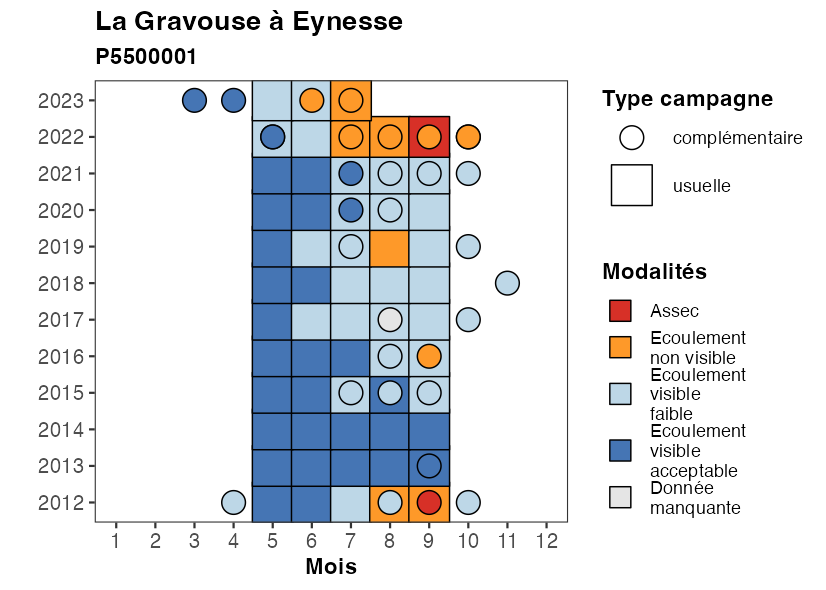 La Gravouse à Eynesse
P5500001
2023
2022
2021
2020
2019
2018
2017
2016
2015
2014
2013
2012
1 2 3 4 5 6 7 8 9 10 11 12
Mois
Type campagne
complémentaire
usuelle
Modalités
Assec
Ecoulement
non visible
Ecoulement
visible
faible
Ecoulement
visible
acceptable
Donnée
manquante